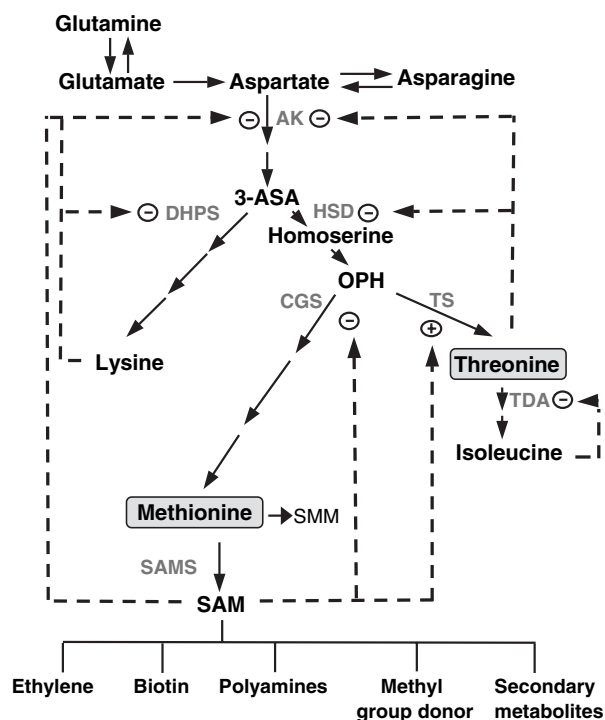 Glutamine
Glutamate Aspartate Asparagine
− AK −
3-ASA
− DHPS HSD −
Homoserine
OPH
CGS TS
− +
Lysine Threonine
TDA −
Isoleucine
Methionine SMM
SAMS
SAM
Ethylene Biotin Polyamines Methyl Secondary
group donor metabolites